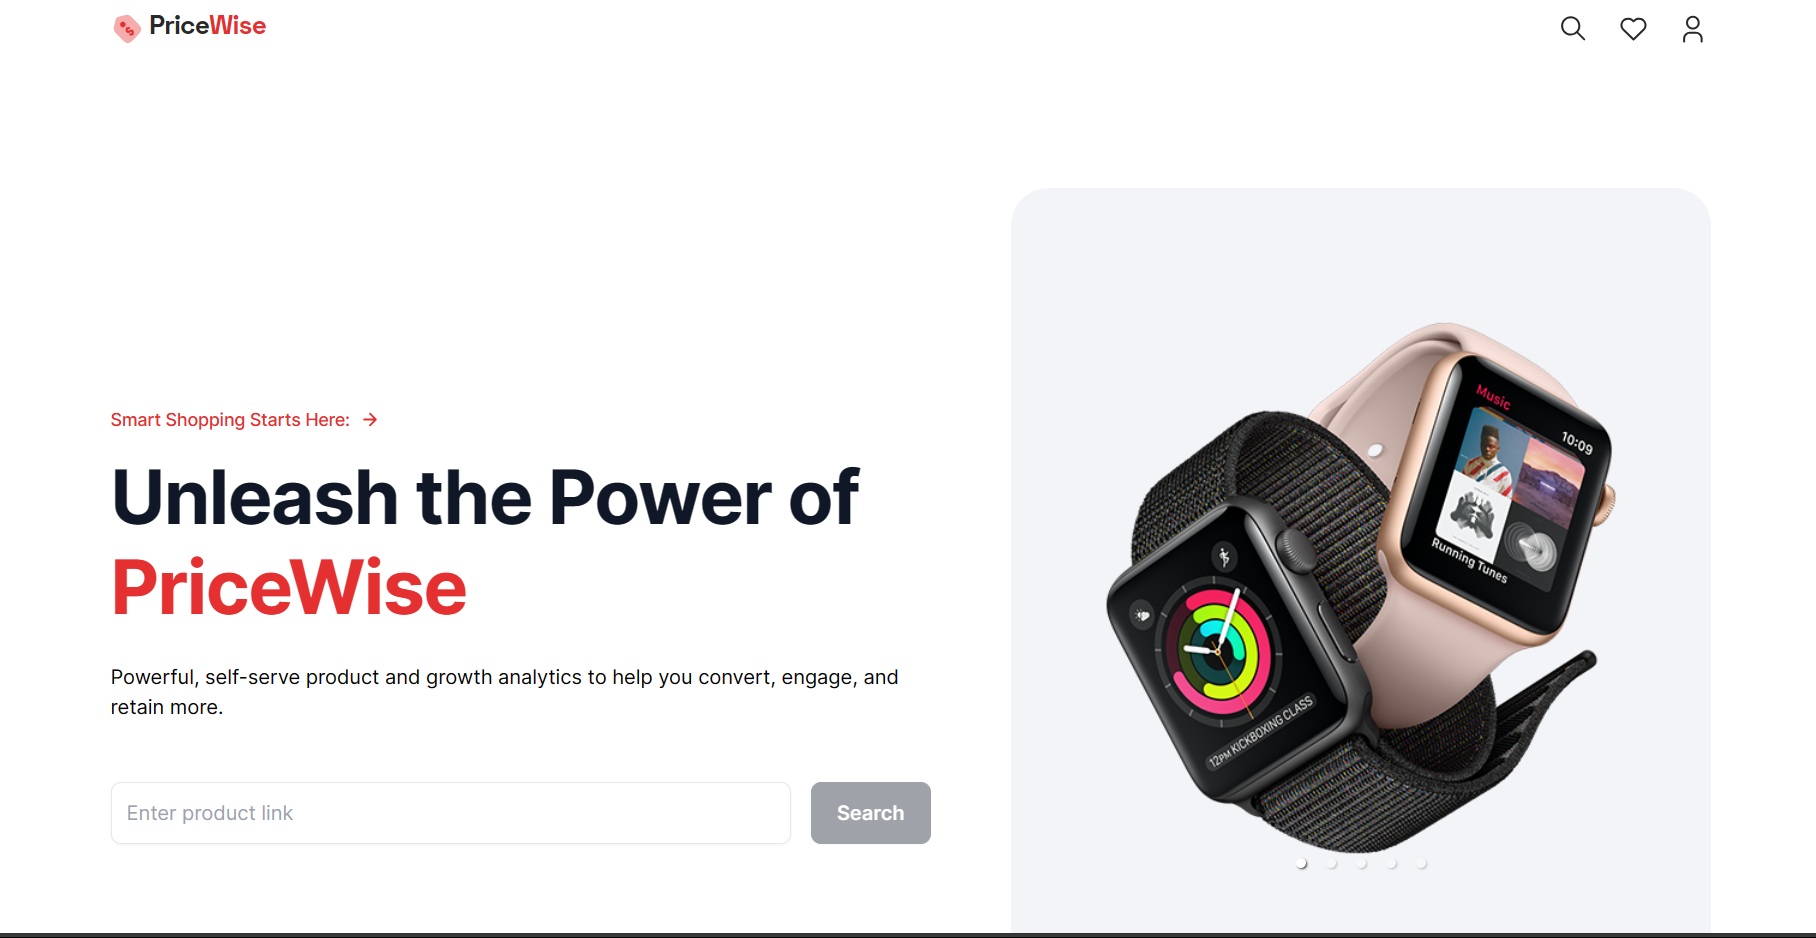 PriceWise
Smart Shopping Starts Here:
Unleash the Power of
PriceWise
Powerful, self-serve product and growth analytics to help you convert, engage, and
retain more.
Enter product link
Search
Music
10:09
Running Tunes
12PM KICKBOXING CLASS